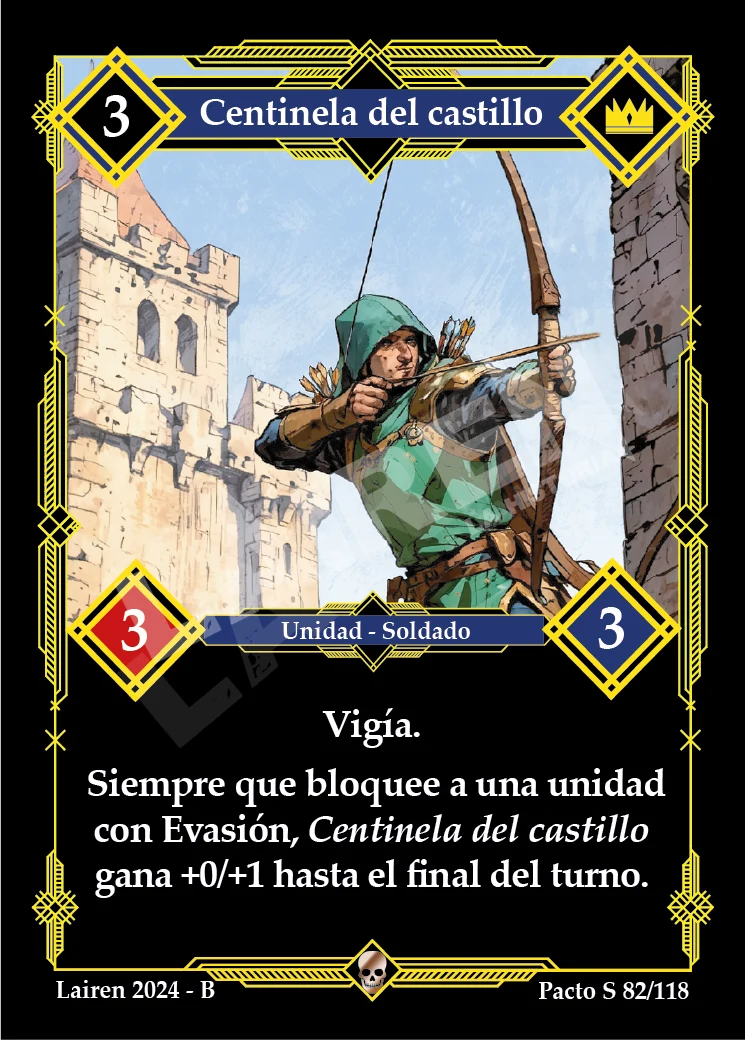 3
Centinela del castillo
3
Unidad - Soldado
3
Vigía.
Siempre que bloquee a una unidad
con Evasión, Centinela del castillo
gana +0/+1 hasta el final del turno.
Lairen 2024 - B
Pacto S 82/118
LAIREN